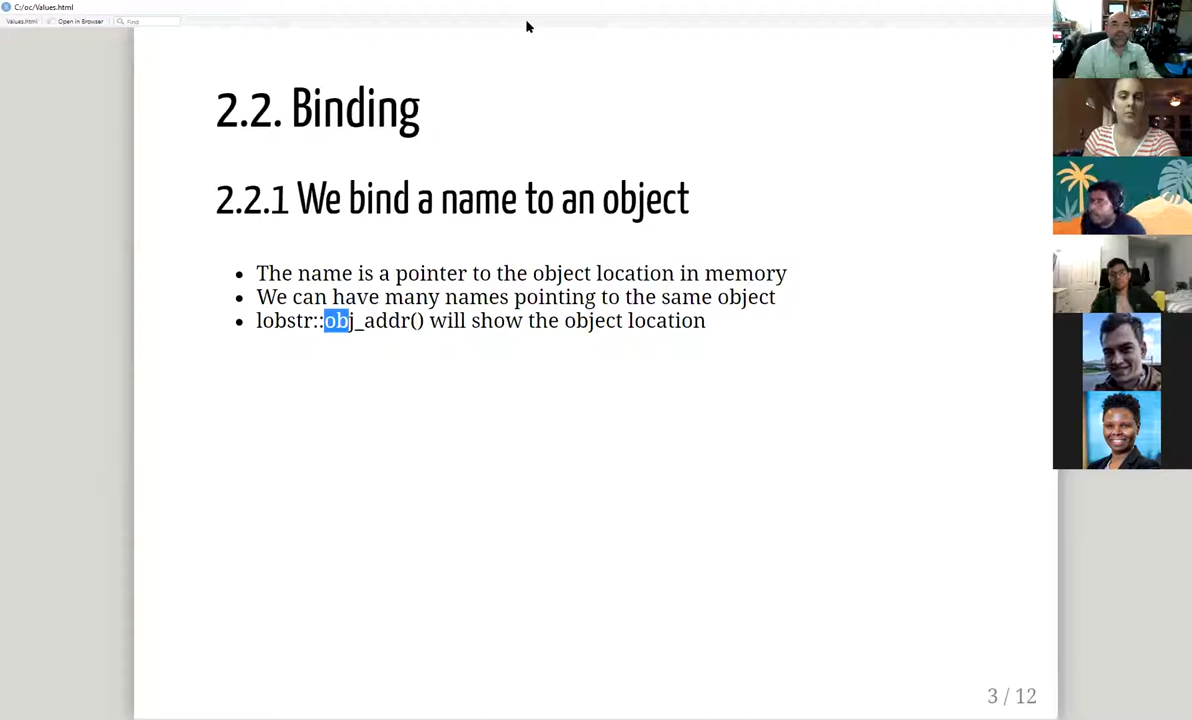 C:/oc/Values.html
Values.html
Open in Browser
Find
2.2. Binding
2.2.1 We bind a name to an object
• The name is a pointer to the object location in memory
• We can have many names pointing to the same object
• lobstr::obj_addr() will show the object location
3 / 12